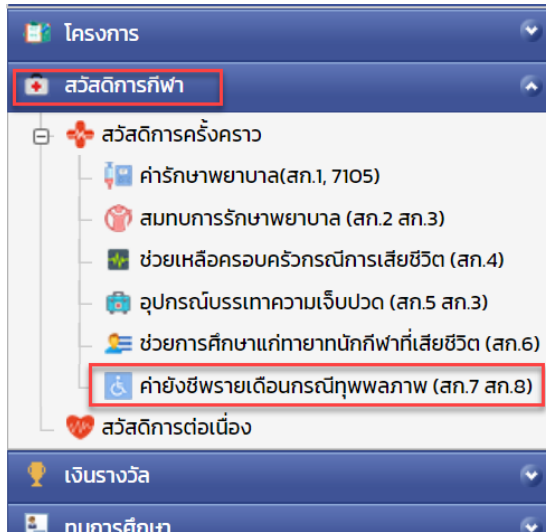 โครงการ
สวัสดิการกีฬา
สวัสดิการครั้งคราว
ค่ารักษาพยาบาล(สก.1, 7105)
สมทบการรักษาพยาบาล (สก.2 สก.3)
ช่วยเหลือครอบครัวกรณีการเสียชีวิต (สก.4)
อุปกรณ์บรรเทาความเจ็บปวด (สก.5 สก.3)
ช่วยการศึกษาแก่ทายาทนักกีฬาที่เสียชีวิต (สก.6)
ค่ายังชีพรายเดือนกรณีทุพพลภาพ (สก.7 สก.8)
สวัสดิการต่อเนื่อง
เงินรางวัล
ทุนการศึกษา